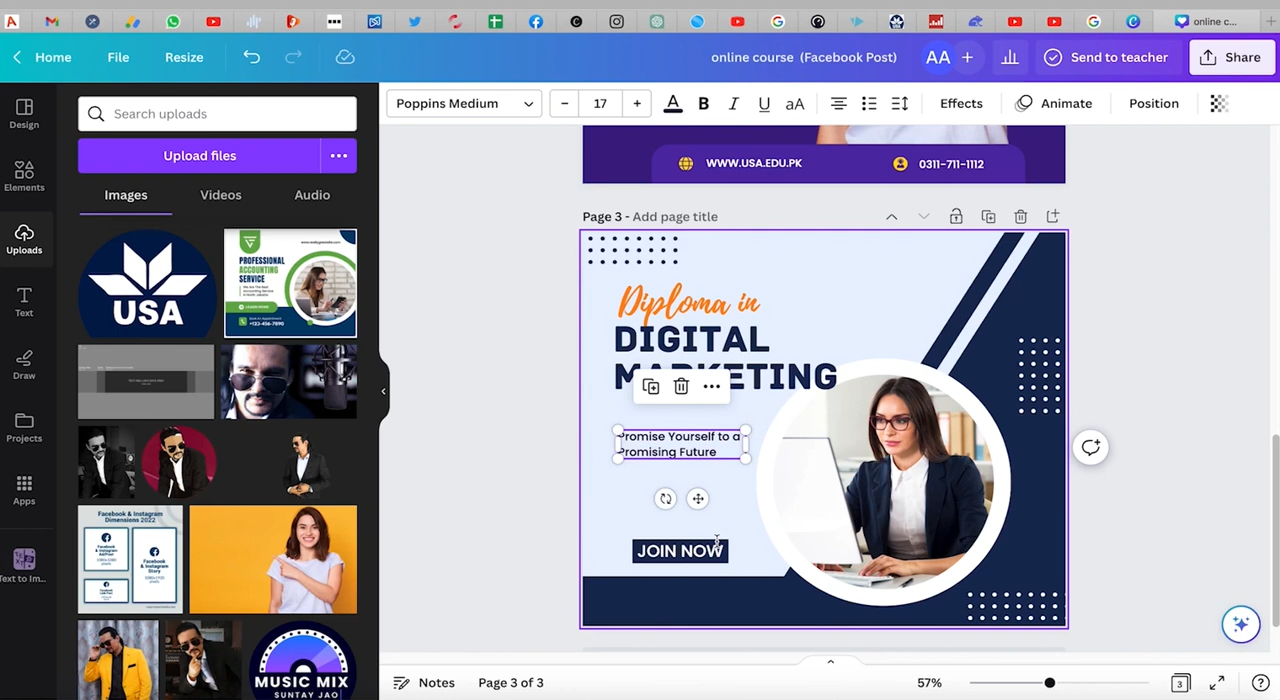 online c...
Home
File
Resize
online course (Facebook Post)
AA
+
Send to teacher
Share
Design
Elements
Uploads
Text
Draw
Projects
Apps
Text to Im...
Search uploads
Upload files
Images
Videos
Audio
USA
PROFESSIONAL
ACCOUNTING
SERVICE
Facebook & Instagram
Dimensions 2022
MUSIC MIX
SUNTAY JAO
Poppins Medium
– 17 +
A B I U aA
Effects
Animate
Position
WWW.USA.EDU.PK
0311-711-1112
Page 3 - Add page title
Diploma in
DIGITAL
MARKETING
Promise Yourself to a
Promising Future
JOIN NOW
Notes
Page 3 of 3
57%
3